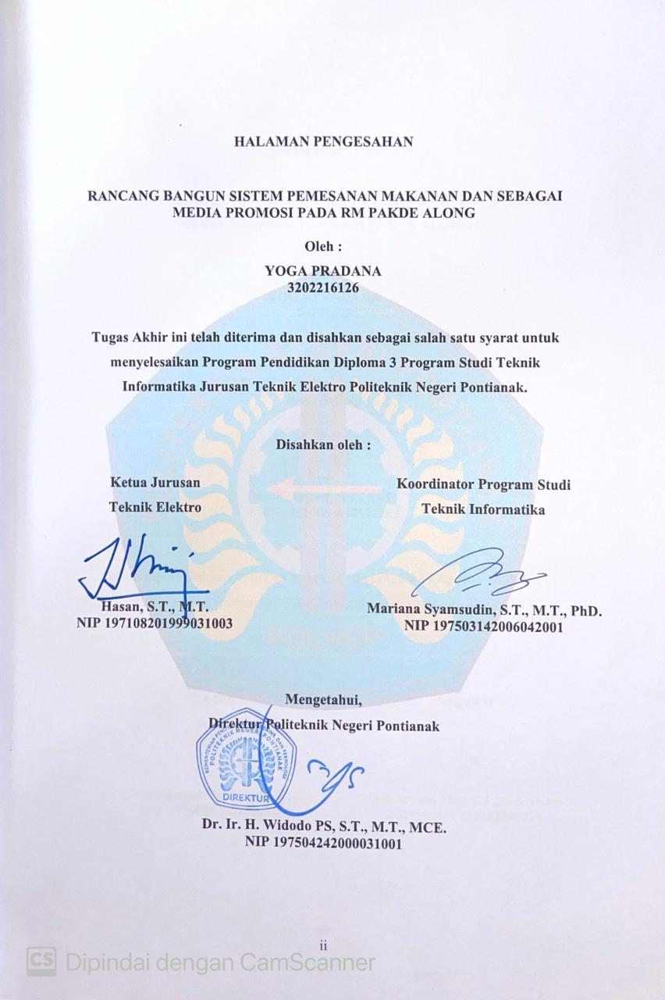 HALAMAN PENGESAHAN
RANCANG BANGUN SISTEM PEMESANAN MAKANAN DAN SEBAGAI
MEDIA PROMOSI PADA RM PAKDE ALONG
Oleh :
YOGA PRADANA
3202216126
Tugas Akhir ini telah diterima dan disahkan sebagai salah satu syarat untuk
menyelesaikan Program Pendidikan Diploma 3 Program Studi Teknik
Informatika Jurusan Teknik Elektro Politeknik Negeri Pontianak.
Disahkan oleh :
Ketua Jurusan
Teknik Elektro
Koordinator Program Studi
Teknik Informatika
Hasan, S.T., M.T.
NIP 197108201999031003
Mariana Syamsudin, S.T., M.T., PhD.
NIP 197503142006042001
POLNEP
Mengetahui,
Direktur Politeknik Negeri Pontianak
POLITEKNIK NEGERI PONTIANAK
DIREKTUR
Dr. Ir. H. Widodo PS, S.T., M.T., MCE.
NIP 197504242000031001
ii
CS Dipindai dengan CamScanner